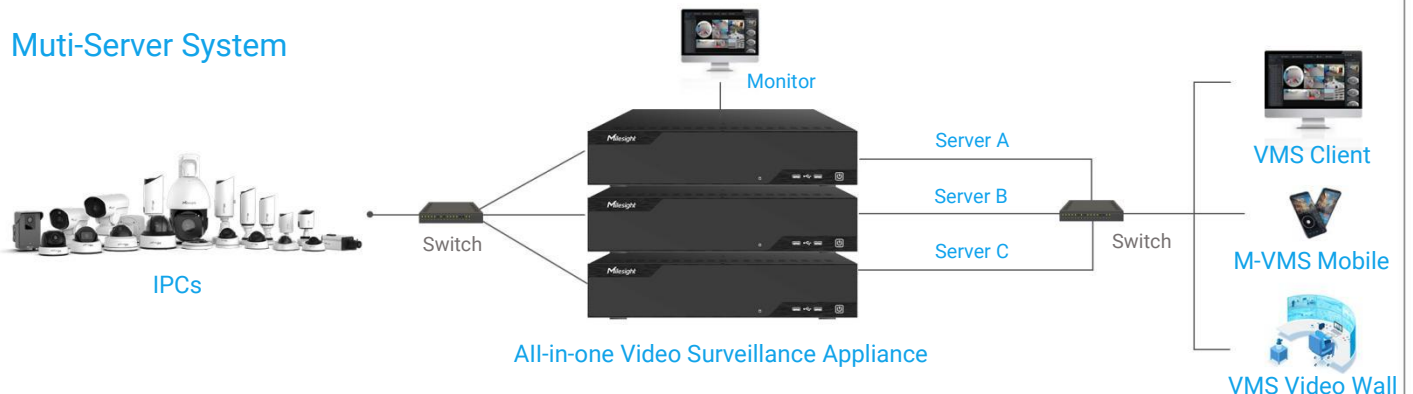 Muti-Server System
Monitor
Milesight
Server A
VMS Client
Milesight
Server B
Switch
Switch
M-VMS Mobile
Server C
Milesight
IPCs
All-in-one Video Surveillance Appliance
VMS Video Wall